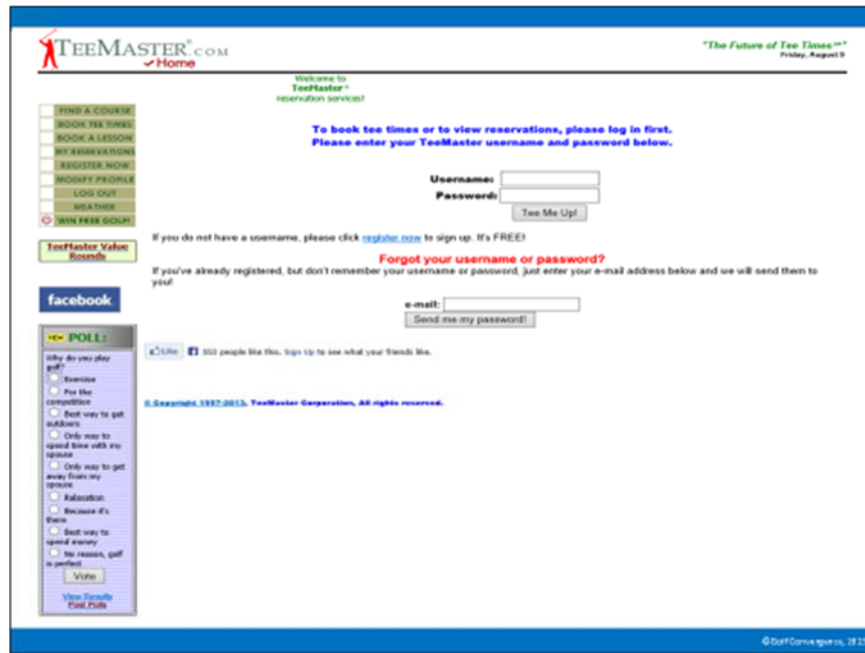 TEEMASTER.COM
Home
"The Future of Tee Times℠"
Friday, August 9
Welcome to
TeeMaster®
reservation services!
FIND A COURSE
BOOK TEE TIMES
BOOK A LESSON
MY RESERVATIONS
REGISTER NOW
MODIFY PROFILE
LOG OUT
WEATHER
WIN FREE GOLF!
TeeMaster Value
Rounds
facebook
NEW POLL:
Why do you play
golf?
Exercise
For the
competition
Best way to get
outdoors
Only way to
spend time with my
spouse
Only way to get
away from my
spouse
Relaxation
Because it's
there
Best way to
spend money
No reason, golf
is perfect
Vote
View Results
Past Polls
To book tee times or to view reservations, please log in first.
Please enter your TeeMaster username and password below.
Username:
Password:
Tee Me Up!
If you do not have a username, please click register now to sign up. It's FREE!
Forgot your username or password?
If you've already registered, but don't remember your username or password, just enter your e-mail address below and we will send them to
you!
e-mail:
Send me my password!
Like 353 people like this. Sign Up to see what your friends like.
© Copyright 1997-2013, TeeMaster Corporation, All rights reserved.
© Golf Convergence, 2013